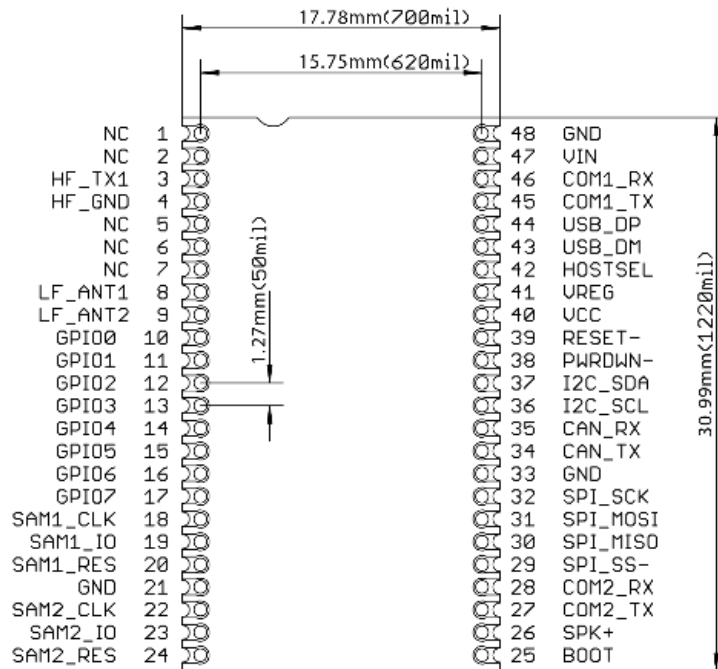 17.78mm(700mil)
15.75mm(620mil)
NC 1 48 GND
NC 2 47 VIN
HF_TX1 3 46 COM1_RX
HF_GND 4 45 COM1_TX
NC 5 44 USB_DP
NC 6 43 USB_DM
NC 7 42 HOSTSEL
LF_ANT1 8 41 VREG
LF_ANT2 9 40 VCC
GPIO0 10 39 RESET-
GPIO1 11 38 PWRDWN-
GPIO2 12 37 I2C_SDA
GPIO3 13 36 I2C_SCL
GPIO4 14 35 CAN_RX
GPIO5 15 34 CAN_TX
GPIO6 16 33 GND
GPIO7 17 32 SPI_SCK
SAM1_CLK 18 31 SPI_MOSI
SAM1_IO 19 30 SPI_MISO
SAM1_RES 20 29 SPI_SS-
GND 21 28 COM2_RX
SAM2_CLK 22 27 COM2_TX
SAM2_IO 23 26 SPK+
SAM2_RES 24 25 BOOT
1.27mm(50mil)
30.99mm(1220mil)